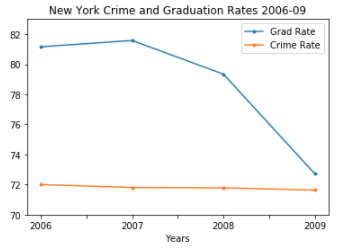 New York Crime and Graduation Rates 2006-09
Grad Rate
Crime Rate
82
80
78
76
74
72
70
2006
2007
2008
2009
Years